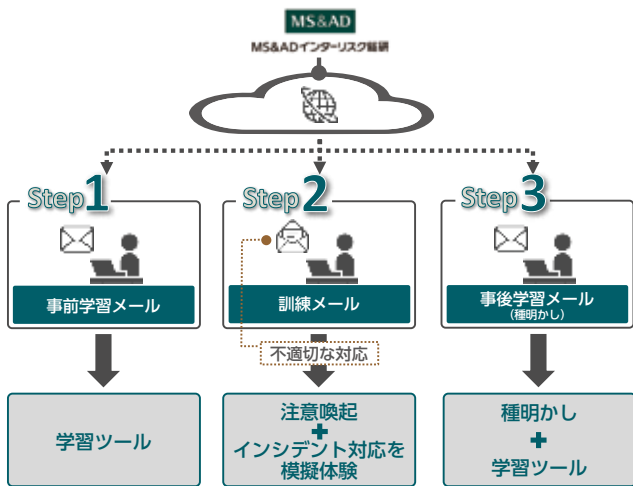 MS&AD
MS&ADインターリスク総研
Step1
Step2
Step3
事前学習メール
訓練メール
事後学習メール
(種明かし)
不適切な対応
学習ツール
注意喚起
+
インシデント対応を
模擬体験
種明かし
+
学習ツール